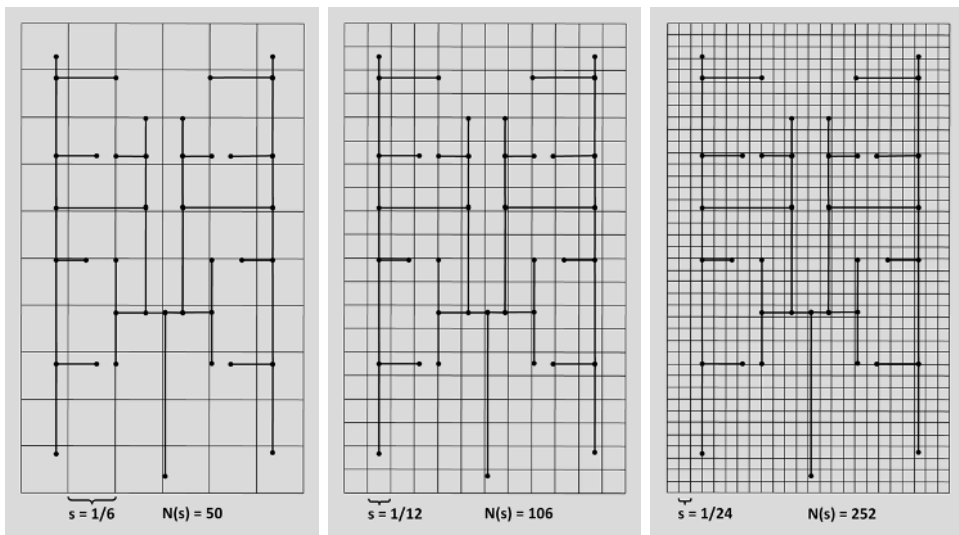 s = 1/6 N(s) = 50
s = 1/12 N(s) = 106
s = 1/24 N(s) = 252